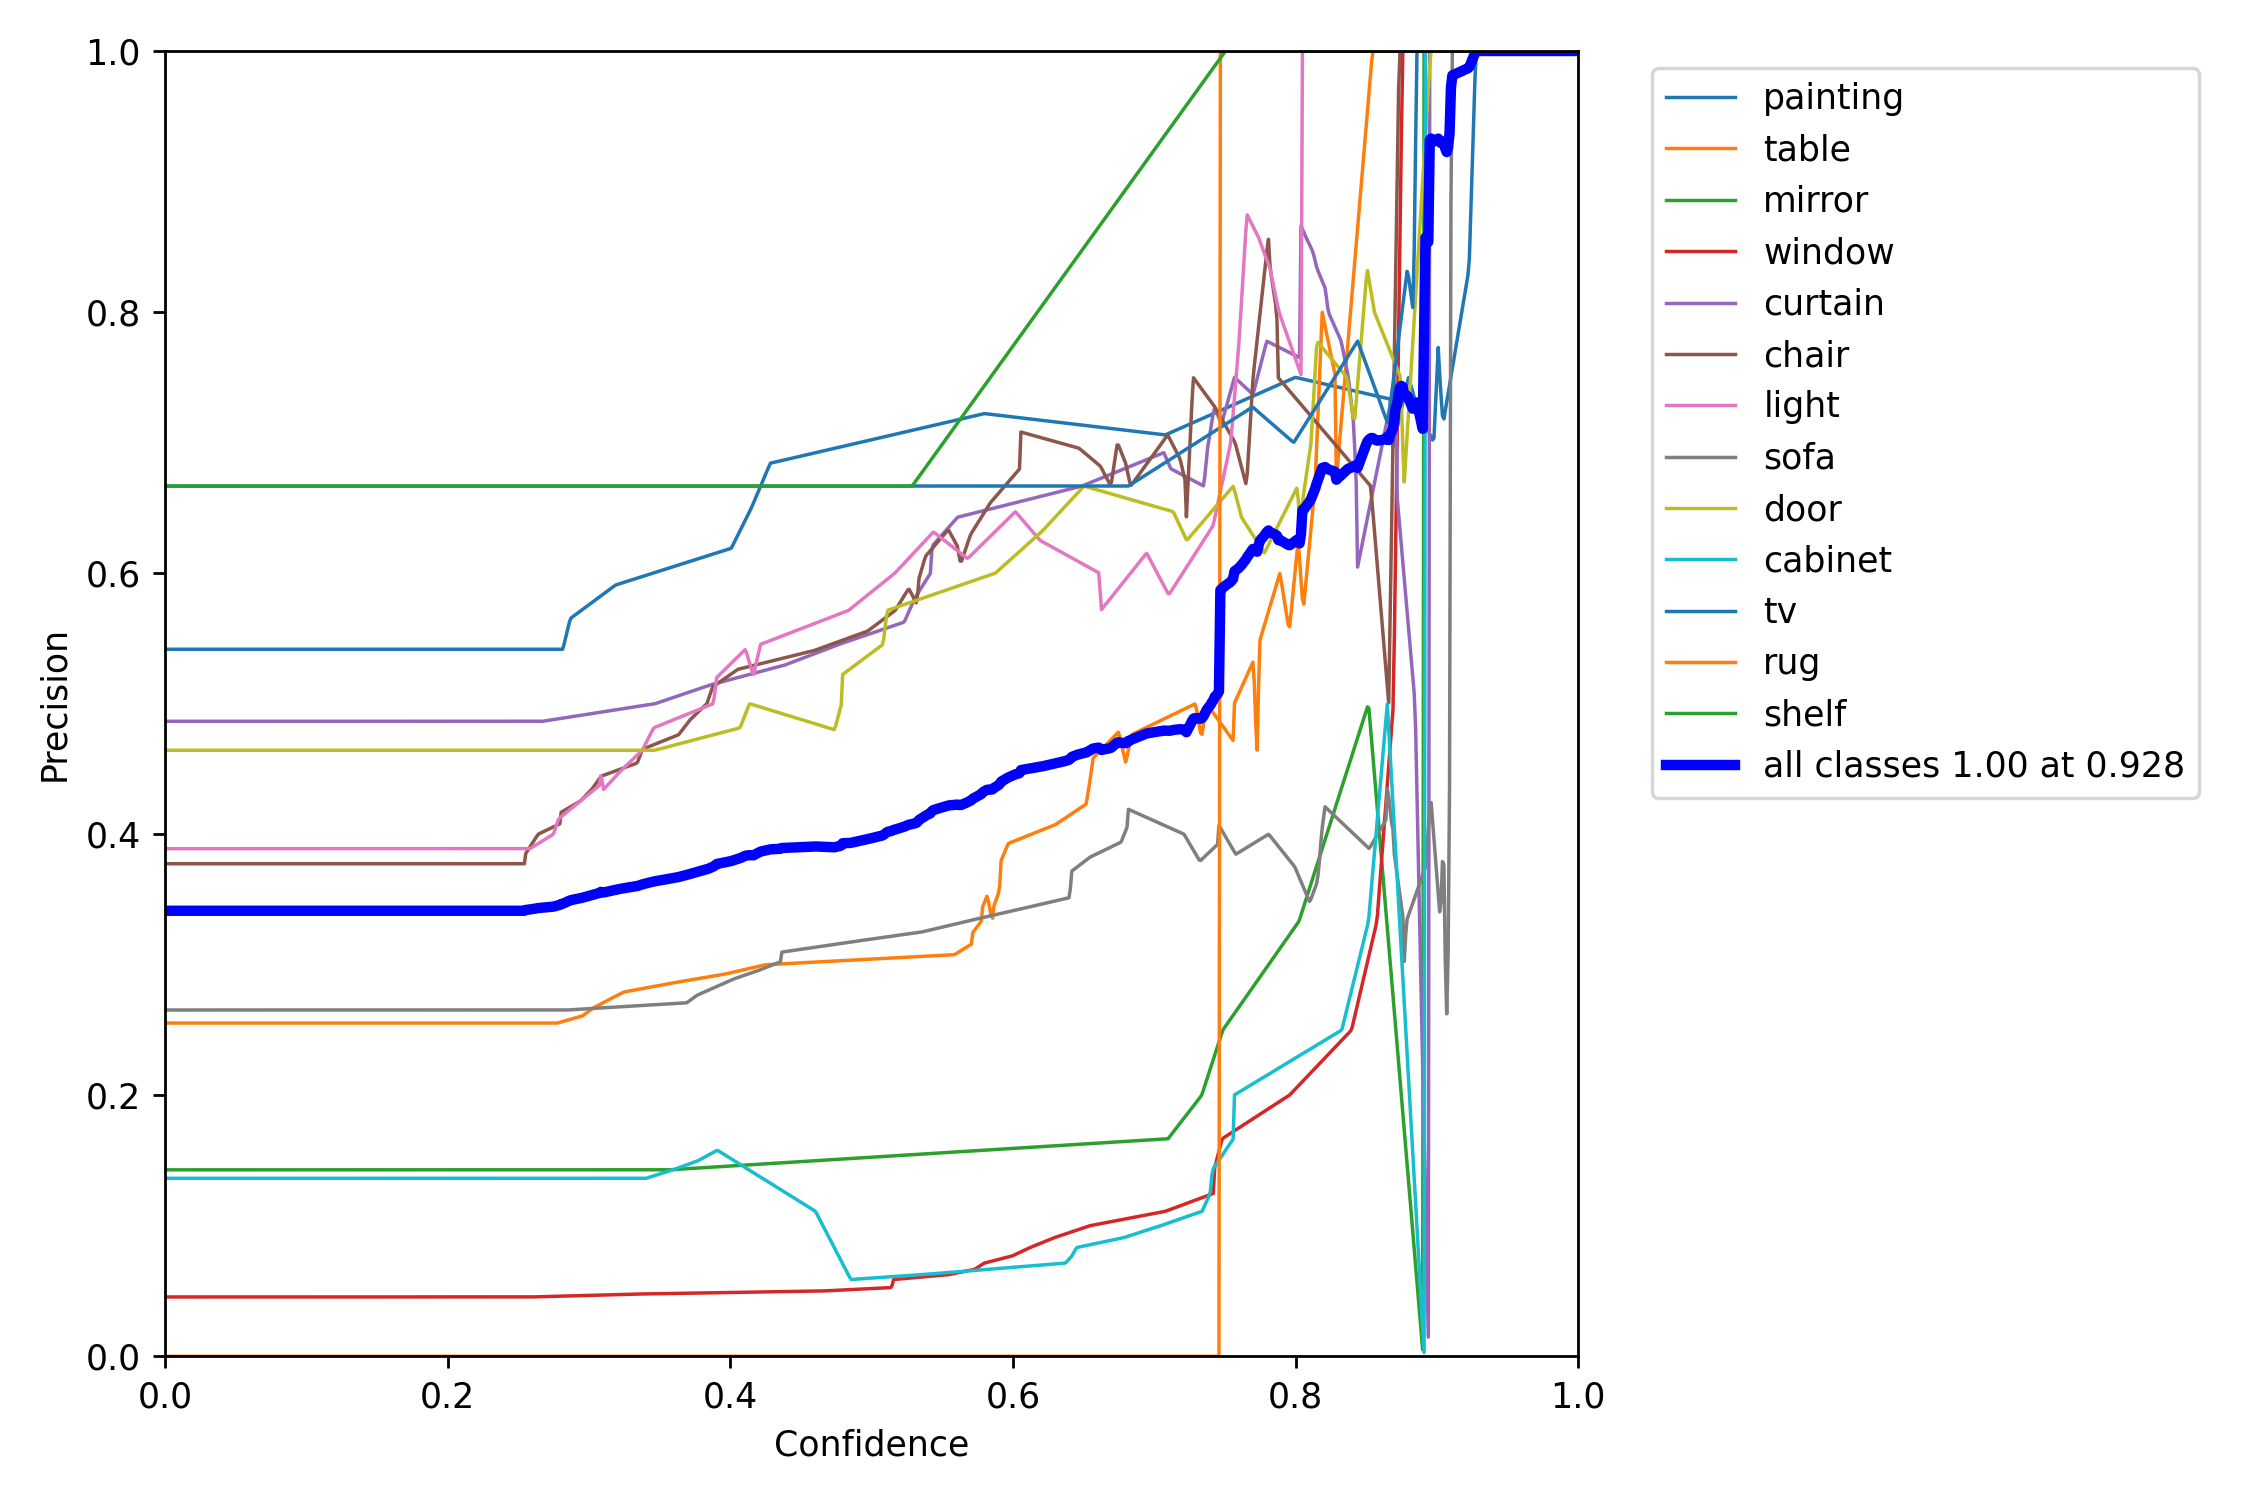 1.0
0.8
0.6
0.4
0.2
0.0
Precision
0.0 0.2 0.4 0.6 0.8 1.0
Confidence
painting
table
mirror
window
curtain
chair
light
sofa
door
cabinet
tv
rug
shelf
all classes 1.00 at 0.928